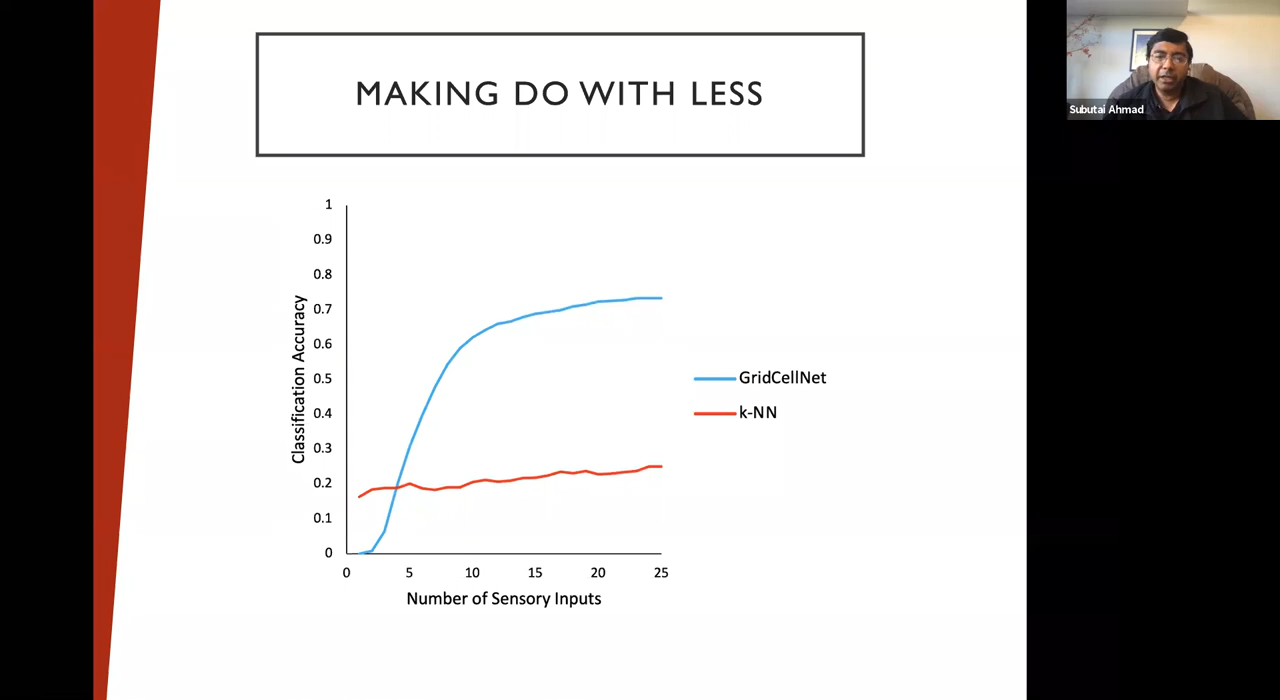 MAKING DO WITH LESS
Subutai Ahmad
1
0.9
0.8
0.7
0.6
0.5
0.4
0.3
0.2
0.1
0
Classification Accuracy
0 5 10 15 20 25
Number of Sensory Inputs
GridCellNet
k-NN